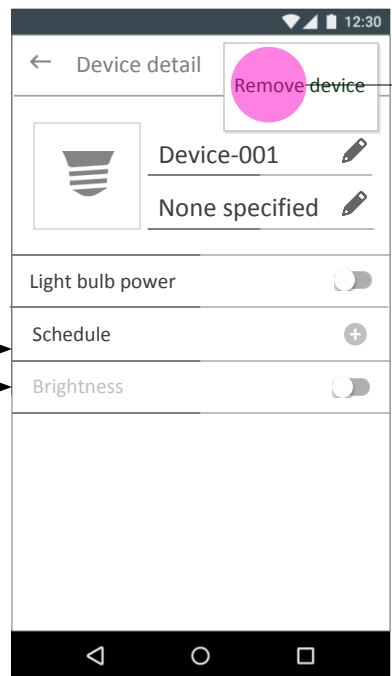 12:30
Device detail
Remove device
Device-001
None specified
Light bulb power
Schedule
Brightness